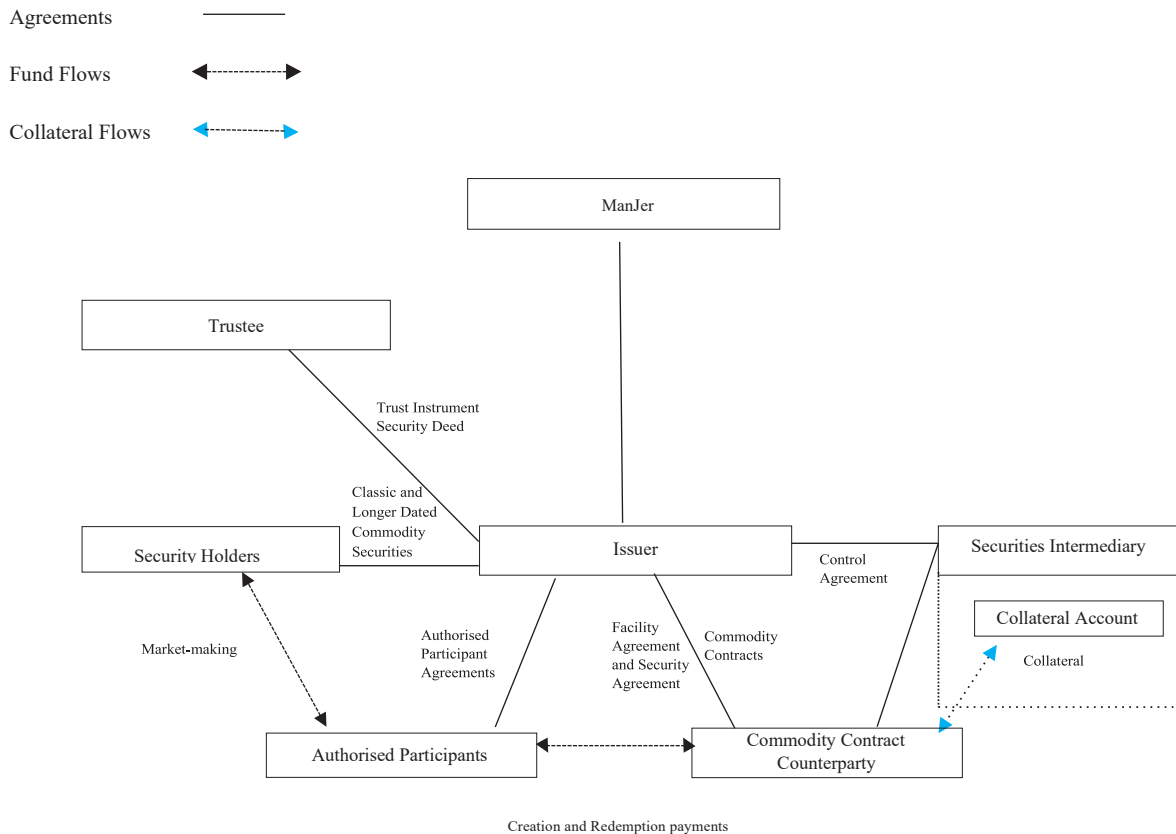 Agreements
Fund Flows
Collateral Flows
ManJer
Trustee
Trust Instrument
Security Deed
Classic and
Longer Dated
Commodity
Securities
Security Holders
Issuer
Securities Intermediary
Control
Agreement
Collateral Account
Collateral
Market-making
Authorised
Participant
Agreements
Facility
Agreement
and Security
Agreement
Commodity
Contracts
Authorised Participants
Commodity Contract
Counterparty
Creation and Redemption payments